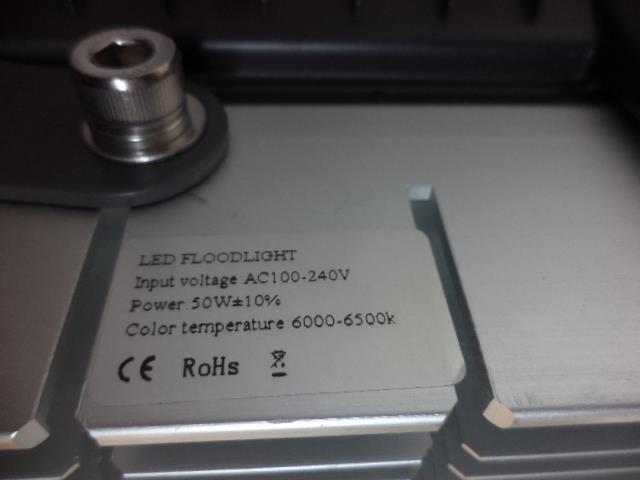 LED FLOODLIGHT
Input voltage:AC100-240V
Power:50W±10%
Color temperature:6000-6500k
CE RoHs